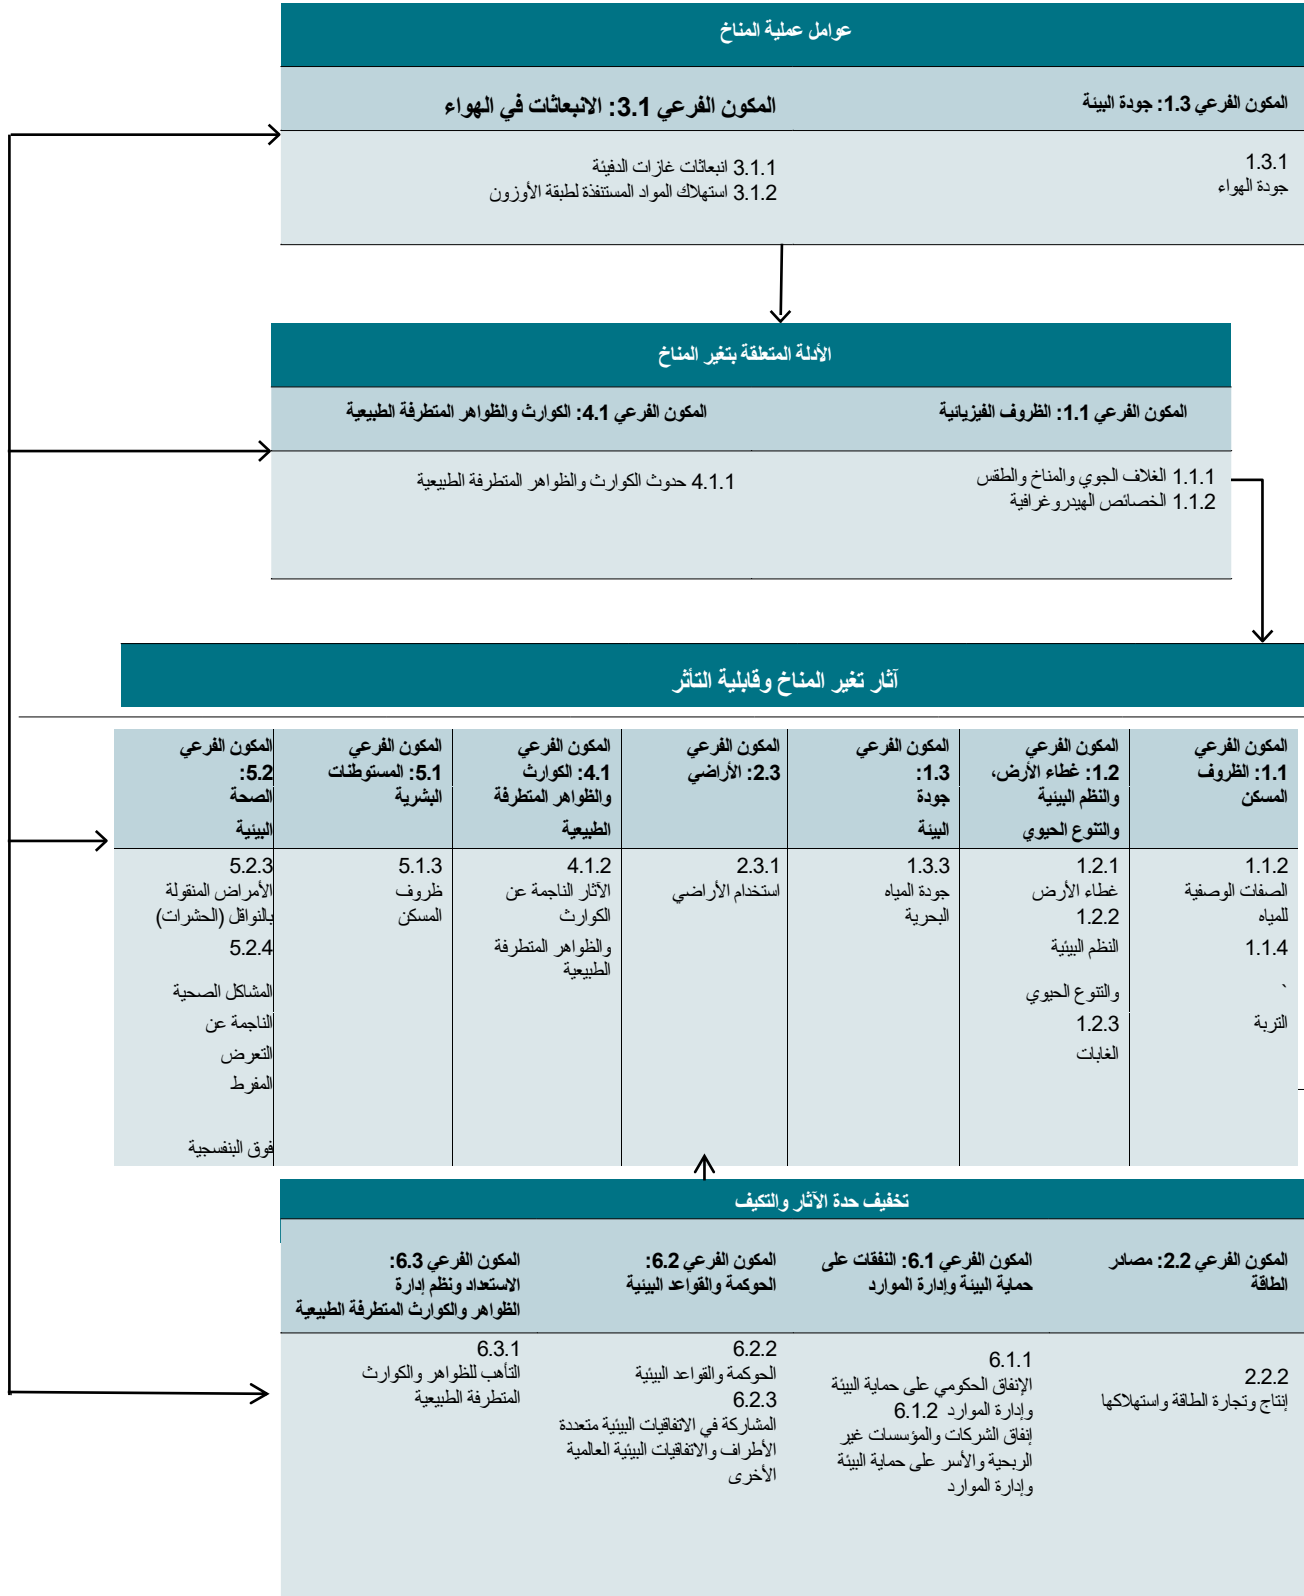 عوامل عملية المناخ
المكون الفرعي 1.3: جودة البيئة
المكون الفرعي 3.1: الانبعاثات في الهواء
1.3.1
جودة الهواء
3.1.1 انبعاثات غازات الدفيئة
3.1.2 استهلاك المواد المستنفذة لطبقة الأوزون
الأدلة المتعلقة بتغير المناخ
المكون الفرعي 1.1: الظروف الفيزيائية
المكون الفرعي 4.1: الكوارث والظواهر المتطرفة الطبيعية
1.1.1 الغلاف الجوي والمناخ والطقس
1.1.2 الخصائص الهيدروغرافية
4.1.1 حدوث الكوارث والظواهر المتطرفة الطبيعية
آثار تغير المناخ وقابلية التأثر
المكون الفرعي
1.1: الظروف
المسكن
المكون الفرعي
1.2: غطاء الأرض،
والنظم البيئية
والتنوع الحيوي
المكون الفرعي
1.3:
جودة
البيئة
المكون الفرعي
2.3: الأراضي
المكون الفرعي
4.1: الكوارث
والظواهر المتطرفة
الطبيعية
المكون الفرعي
5.1: المستوطنات
البشرية
المكون الفرعي
5.2:
الصحة
البيئية
1.1.2
الصفات الوصفية
للمياه
1.1.4
`
التربة
1.2.1
غطاء الأرض
1.2.2
النظم البيئية
والتنوع الحيوي
1.2.3
الغابات
1.3.3
جودة المياه
البحرية
2.3.1
استخدام الأراضي
4.1.2
الآثار الناجمة عن
الكوارث
والظواهر المتطرفة
الطبيعية
5.1.3
ظروف
المسكن
5.2.3
الأمراض المنقولة
بالنواقل (الحشرات)
5.2.4
المشاكل الصحية
الناجمة عن
التعرض
المفرط
فوق البنفسجية
تخفيف حدة الآثار والتكيف
المكون الفرعي 2.2: مصادر
الطاقة
المكون الفرعي 6.1: النفقات على
حماية البيئة وإدارة الموارد
المكون الفرعي 6.2:
الحوكمة والقواعد البيئية
المكون الفرعي 6.3:
الاستعداد ونظم إدارة
الظواهر والكوارث المتطرفة الطبيعية
2.2.2
إنتاج وتجارة الطاقة واستهلاكها
6.1.1
الإنفاق الحكومي على حماية البيئة
وإدارة الموارد 6.1.2
إنفاق الشركات والمؤسسات غير
الربحية والأسر على حماية البيئة
وإدارة الموارد
6.2.2
الحوكمة والقواعد البيئية
6.2.3
المشاركة في الاتفاقيات البيئية متعددة
الأطراف والاتفاقيات البيئية العالمية
الأخرى
6.3.1
التأهب للظواهر والكوارث
المتطرفة الطبيعية